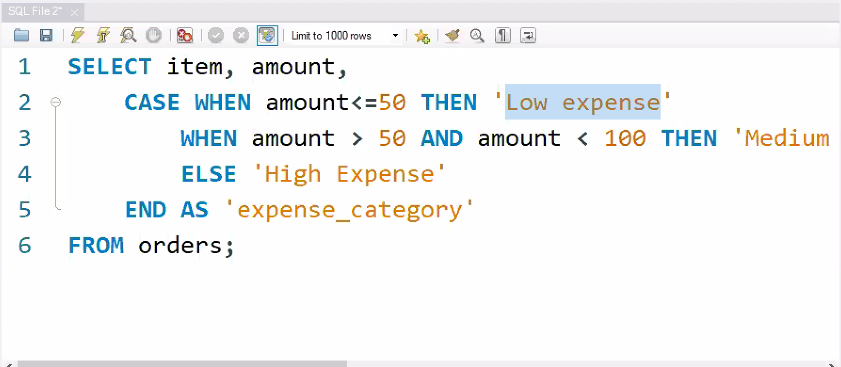 SQL File 2*
Limit to 1000 rows
1 SELECT item, amount,
2 CASE WHEN amount<=50 THEN 'Low expense'
3 WHEN amount > 50 AND amount < 100 THEN 'Medium
4 ELSE 'High Expense'
5 END AS 'expense_category'
6 FROM orders;